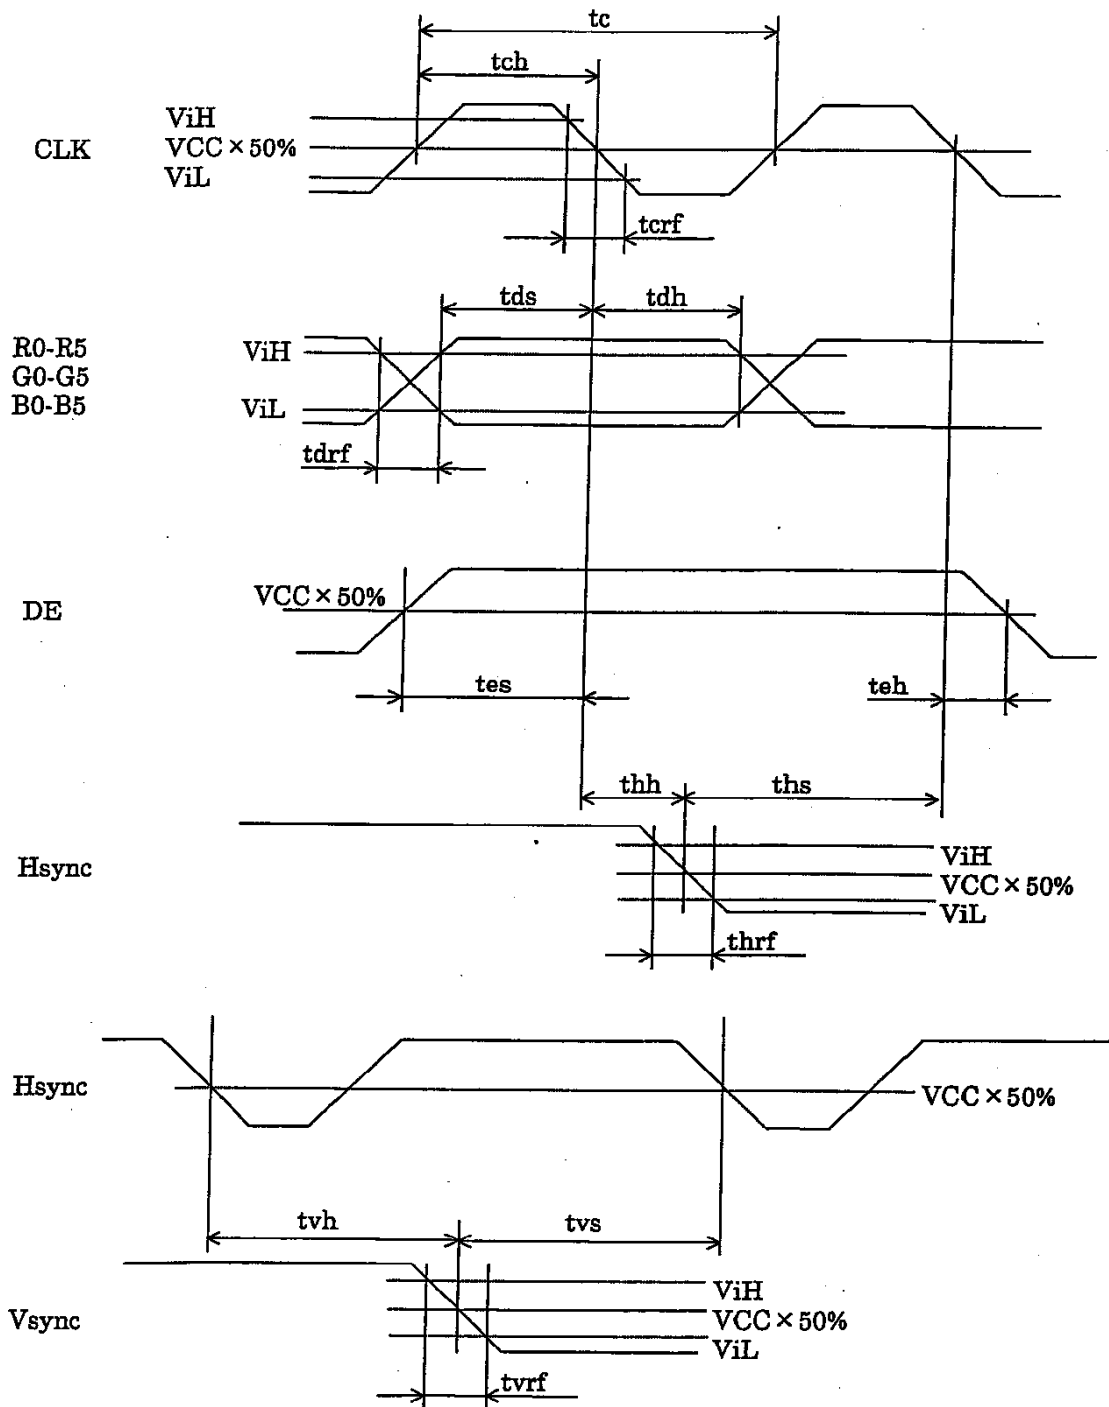 tc
tch
ViH
CLK VCC×50%
ViL
tcrf
tds tdh
R0-R5 ViH
G0-G5
B0-B5 ViL
tdrf
VCC×50%
DE
tes teh
thh ths
ViH
Hsync VCC×50%
ViL
thrf
Hsync VCC×50%
tvh tvs
ViH
Vsync VCC×50%
ViL
tvrf